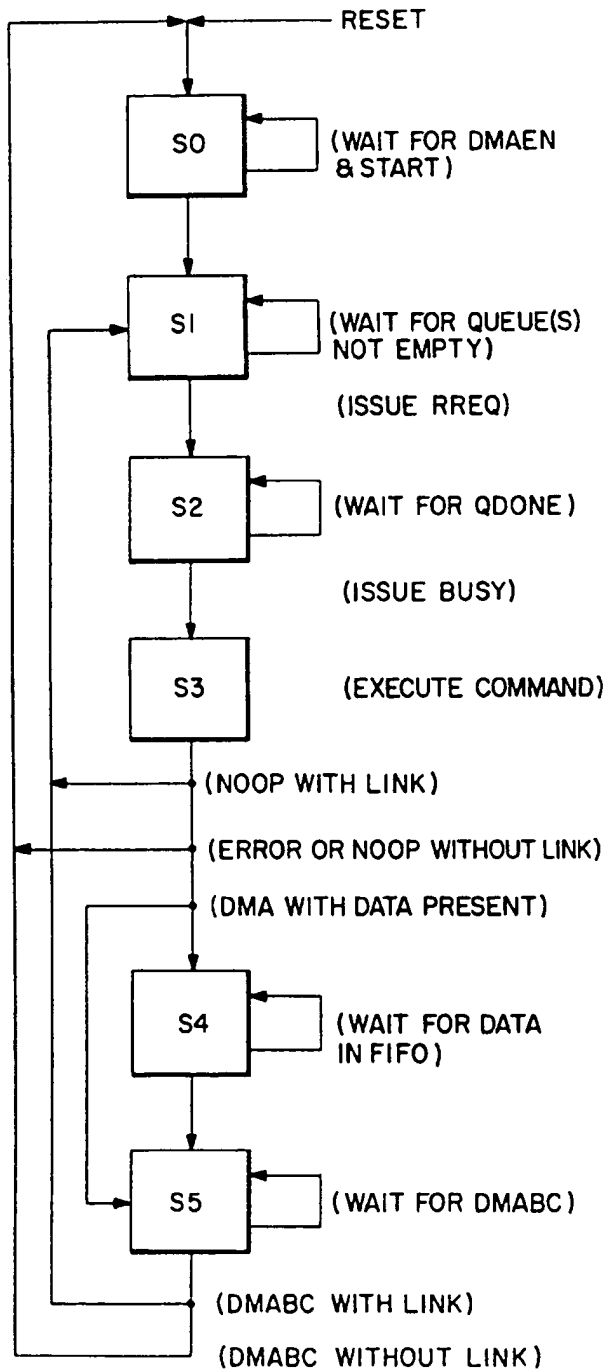 RESET
S0
(WAIT FOR DMAEN
& START)
S1
(WAIT FOR QUEUE(S)
NOT EMPTY)
(ISSUE RREQ)
S2
(WAIT FOR QDONE)
(ISSUE BUSY)
S3
(EXECUTE COMMAND)
(NOOP WITH LINK)
(ERROR OR NOOP WITHOUT LINK)
(DMA WITH DATA PRESENT)
S4
(WAIT FOR DATA
IN FIFO)
S5
(WAIT FOR DMABC)
(DMABC WITH LINK)
(DMABC WITHOUT LINK)